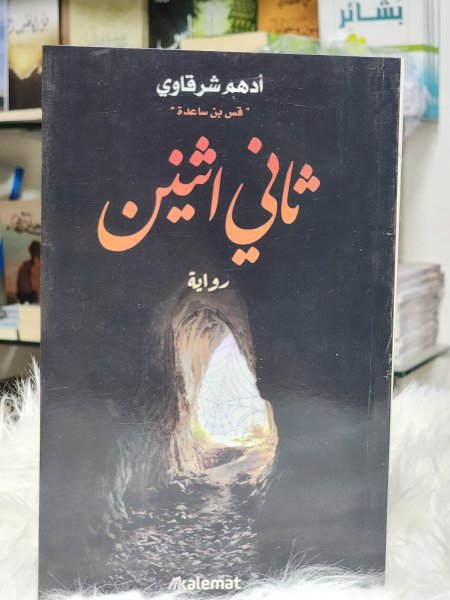 بشائر
أدهم شرقاوي
"قس بن ساعدة"
ثاني اثنين
رواية
kalemat